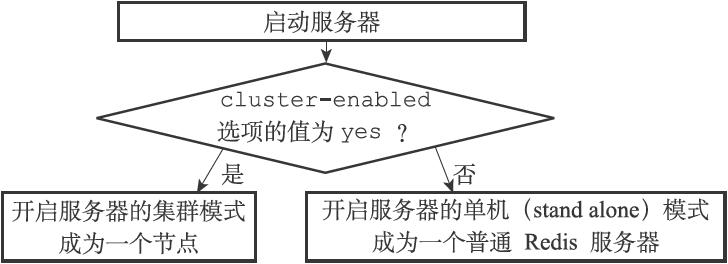 启动服务器
cluster-enabled
选项的值为 yes ?
是
否
开启服务器的集群模式
成为一个节点
开启服务器的单机（stand alone）模式
成为一个普通 Redis 服务器